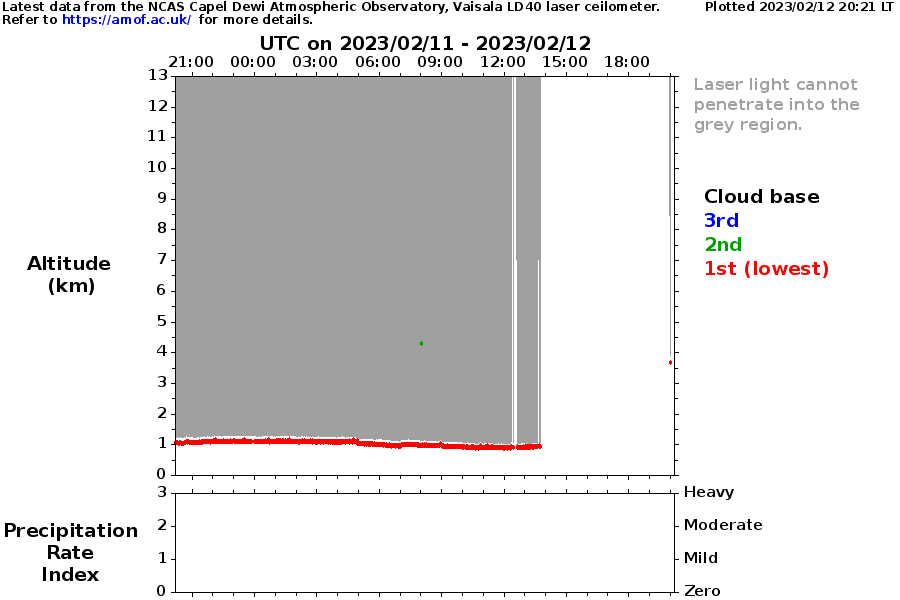 Latest data from the NCAS Capel Dewi Atmospheric Observatory, Vaisala LD40 laser ceilometer.
Plotted 2023/02/12 20:21 LT
Refer to https://amof.ac.uk/ for more details.
UTC on 2023/02/11 - 2023/02/12
21:00 00:00 03:00 06:00 09:00 12:00 15:00 18:00
13
12
11
10
9
8
7
6
5
4
3
2
1
0
Altitude
(km)
Laser light cannot
penetrate into the
grey region.
Cloud base
3rd
2nd
1st (lowest)
3 Heavy
2 Moderate
1 Mild
0 Zero
Precipitation
Rate
Index